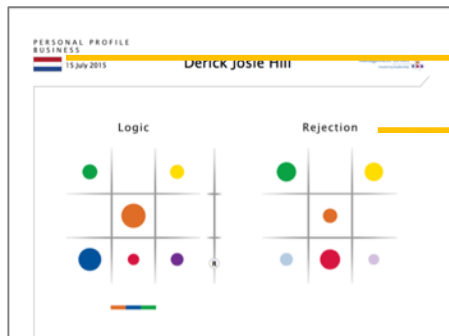 PERSONAL PROFILE
BUSINESS
15 July 2015
Derick Josie Hill
Logic
Rejection